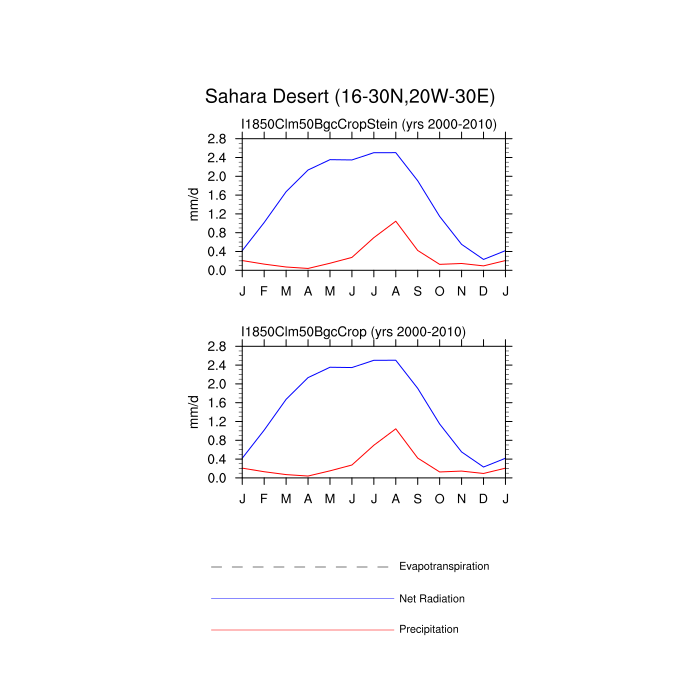 Sahara Desert (16-30N,20W-30E)
I1850Clm50BgcCropStein (yrs 2000-2010)
2.8
2.4
2.0
1.6
1.2
0.8
0.4
0.0
mm/d
J F M A M J J A S O N D J
I1850Clm50BgcCrop (yrs 2000-2010)
2.8
2.4
2.0
1.6
1.2
0.8
0.4
0.0
mm/d
J F M A M J J A S O N D J
Evapotranspiration
Net Radiation
Precipitation